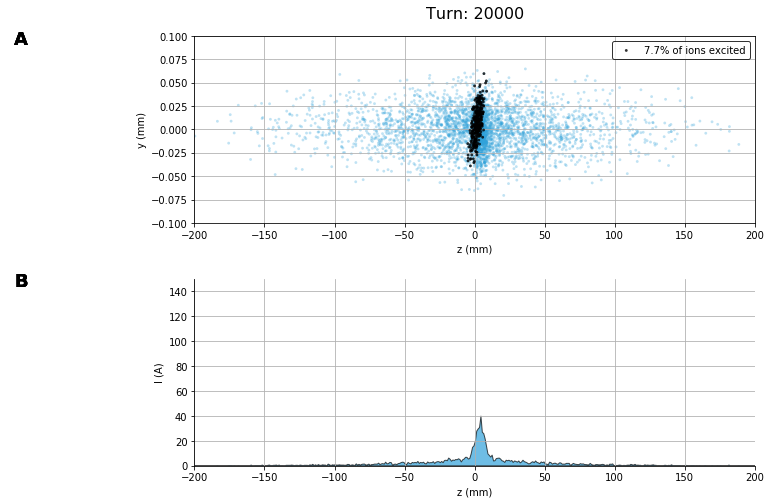 Turn: 20000
A
0.100
0.075
0.050
0.025
0.000
−0.025
−0.050
−0.075
−0.100
y (mm)
7.7% of ions excited
−200 −150 −100 −50 0 50 100 150 200
z (mm)
B
140
120
100
80
60
40
20
0
I (A)
−200 −150 −100 −50 0 50 100 150 200
z (mm)